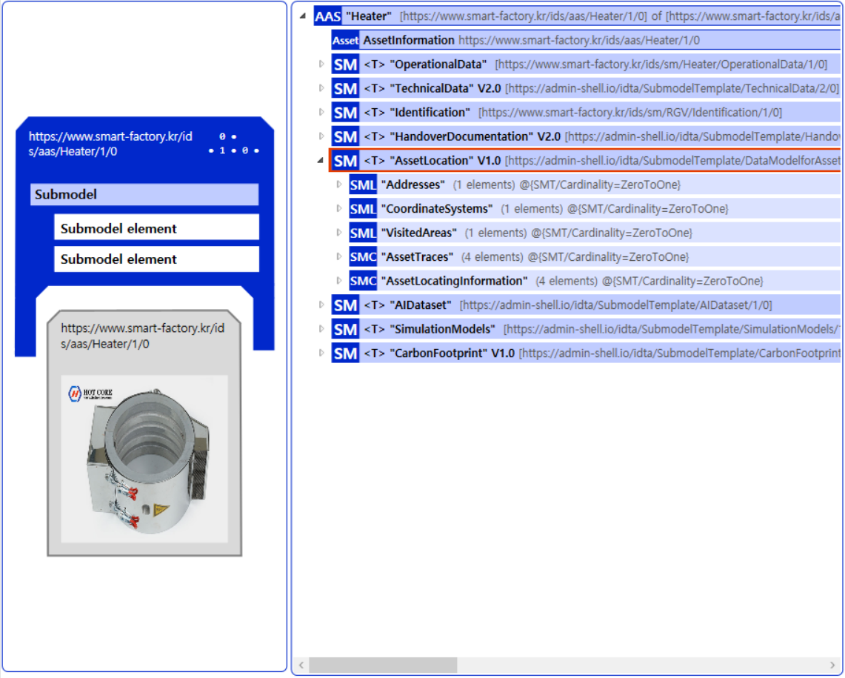 https://www.smart-factory.kr/id
s/aas/Heater/1/0
0 •
• 1 • 0 •
Submodel
Submodel element
Submodel element
https://www.smart-factory.kr/id
s/aas/Heater/1/0
HOT CORE
AAS "Heater" [https://www.smart-factory.kr/ids/aas/Heater/1/0] of [https://www.smart-factory.kr/ids/a
Asset AssetInformation https://www.smart-factory.kr/ids/aas/Heater/1/0
SM <T> "OperationalData" [https://www.smart-factory.kr/ids/sm/Heater/OperationalData/1/0]
SM <T> "TechnicalData" V2.0 [https://admin-shell.io/idta/SubmodelTemplate/TechnicalData/2/0]
SM <T> "Identification" [https://www.smart-factory.kr/ids/sm/RGV/Identification/1/0]
SM <T> "HandoverDocumentation" V2.0 [https://admin-shell.io/idta/SubmodelTemplate/Handov
SM <T> "AssetLocation" V1.0 [https://admin-shell.io/idta/SubmodelTemplate/DataModelforAsset
SML "Addresses" (1 elements) @{SMT/Cardinality=ZeroToOne}
SML "CoordinateSystems" (1 elements) @{SMT/Cardinality=ZeroToOne}
SML "VisitedAreas" (1 elements) @{SMT/Cardinality=ZeroToOne}
SMC "AssetTraces" (4 elements) @{SMT/Cardinality=ZeroToOne}
SMC "AssetLocatingInformation" (4 elements) @{SMT/Cardinality=ZeroToOne}
SM <T> "AIDataset" [https://admin-shell.io/idta/SubmodelTemplate/AIDataset/1/0]
SM <T> "SimulationModels" [https://admin-shell.io/idta/SubmodelTemplate/SimulationModels/
SM <T> "CarbonFootprint" V1.0 [https://admin-shell.io/idta/SubmodelTemplate/CarbonFootprint